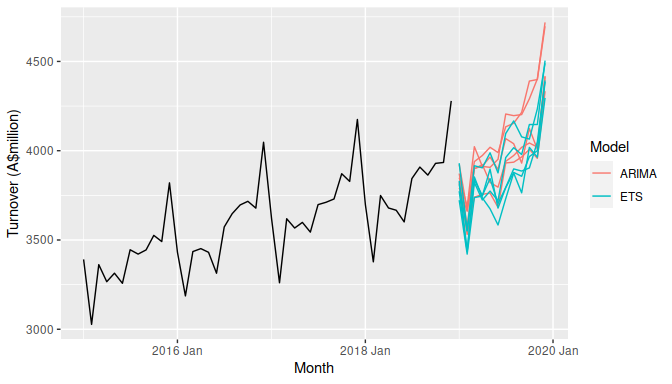 4500
4000
3500
3000
Turnover (A$million)
2016 Jan
2018 Jan
2020 Jan
Month
Model
ARIMA
ETS